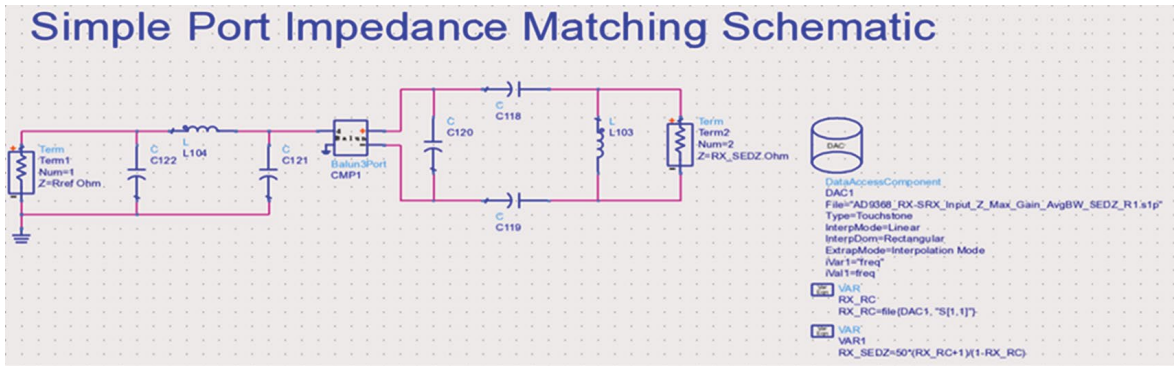 Simple Port Impedance Matching Schematic
Term
Term1
Num=1
Z=Rref Ohm
C
C122
L
L104
C
C121
Balun3Port
CMP1
C
C120
C
C118
C
C119
L
L103
Term
Term2
Num=2
Z=RX_SEDZ Ohm
DAC
DataAccessComponent
DAC1
File="AD9368_RX-SRX_Input_Z_Max_Gain_AvgBW_SEDZ_R1.s1p"
Type=Touchstone
InterpMode=Linear
InterpDom=Rectangular
ExtrapMode=Interpolation Mode
iVar1="freq"
iVal1=freq
VAR
RX_RC
RX_RC=file{DAC1, "S[1,1]"}
VAR
VAR1
RX_SEDZ=50*(RX_RC+1)/(1-RX_RC)